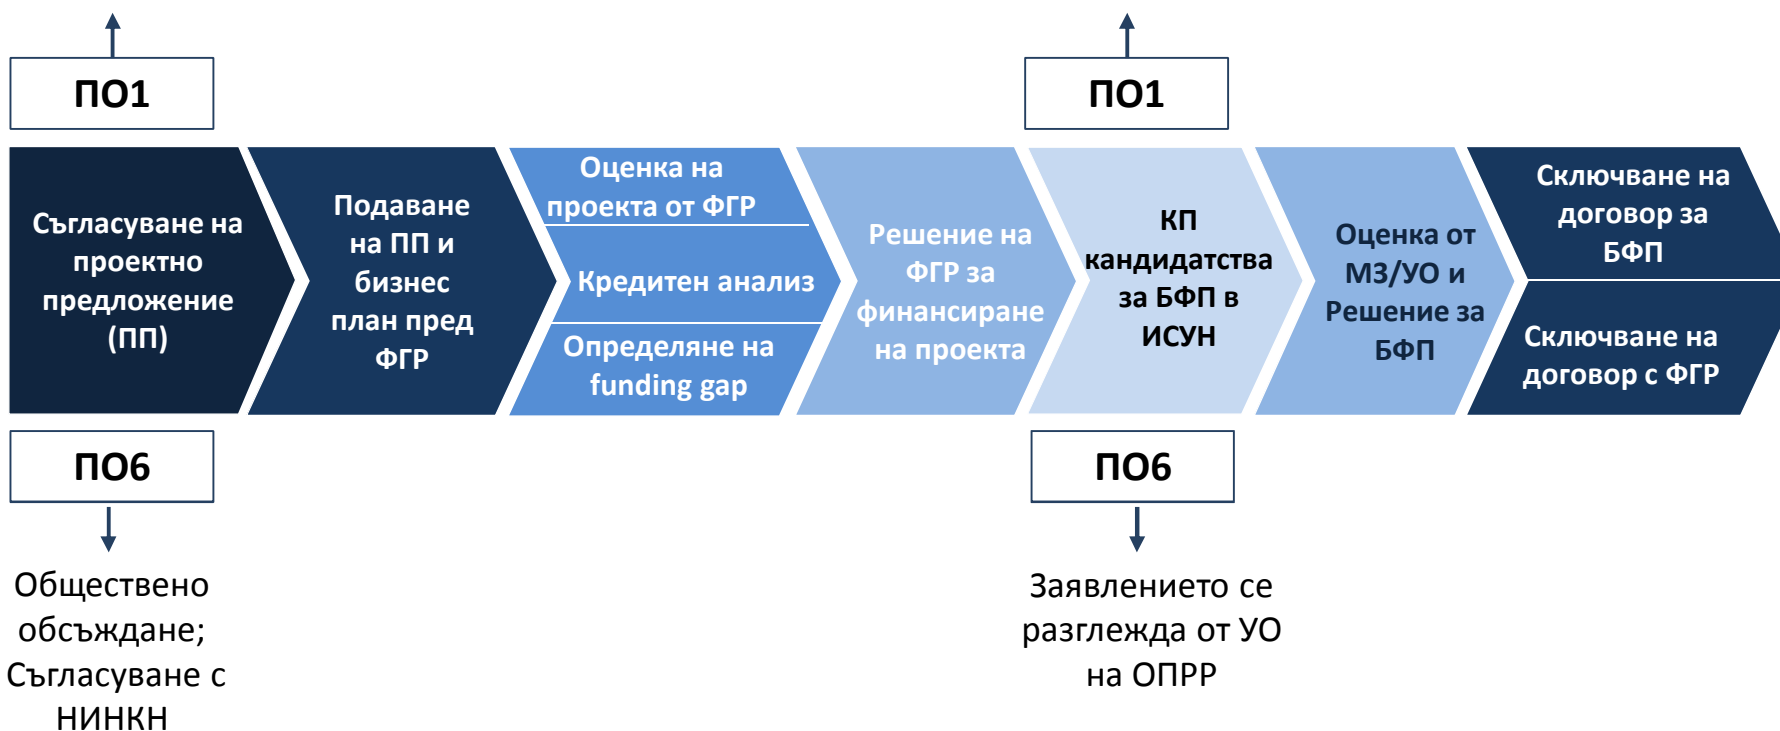 ПО1
ПО1
Съгласуване на
проектно
предложение
(ПП)
Подаване
на ПП и
бизнес
план пред
ФГР
Оценка на
проекта от ФГР
Кредитен анализ
Определяне на
funding gap
Решение на
ФГР за
финансиране
на проекта
КП
кандидатства
за БФП в
ИСУН
Оценка от
МЗ/УО и
Решение за
БФП
Сключване на
договор за
БФП
Сключване на
договор с ФГР
ПО6
ПО6
Обществено
обсъждане;
Съгласуване с
НИНКН
Заявлението се
разглежда от УО
на ОПРР